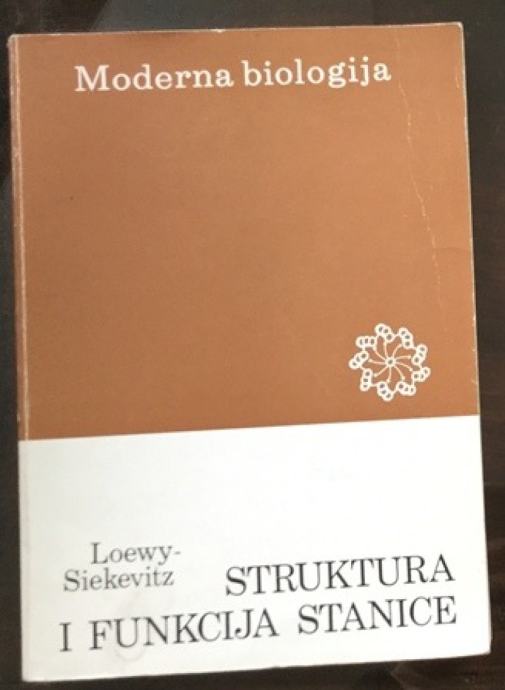 Moderna biologija
Loewy-
Siekevitz
STRUKTURA
I FUNKCIJA STANICE